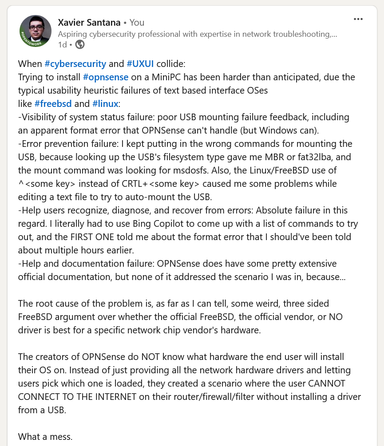 Xavier Santana • You
Aspiring cybersecurity professional with expertise in network troubleshooting,...
1d •
When #cybersecurity and #UXUI collide:
Trying to install #opnsense on a MiniPC has been harder than anticipated, due the
typical usability heuristic failures of text based interface OSes
like #freebsd and #linux:
-Visibility of system status failure: poor USB mounting failure feedback, including
an apparent format error that OPNSense can't handle (but Windows can).
-Error prevention failure: I kept putting in the wrong commands for mounting the
USB, because looking up the USB's filesystem type gave me MBR or fat32lba, and
the mount command was looking for msdosfs. Also, the Linux/FreeBSD use of
^<some key> instead of CRTL+<some key> caused me some problems while
editing a text file to try to auto-mount the USB.
-Help users recognize, diagnose, and recover from errors: Absolute failure in this
regard. I literally had to use Bing Copilot to come up with a list of commands to try
out, and the FIRST ONE told me about the format error that I should've been told
about multiple hours earlier.
-Help and documentation failure: OPNSense does have some pretty extensive
official documentation, but none of it addressed the scenario I was in, because...
The root cause of the problem is, as far as I can tell, some weird, three sided
FreeBSD argument over whether the official FreeBSD, the official vendor, or NO
driver is best for a specific network chip vendor's hardware.
The creators of OPNSense do NOT know what hardware the end user will install
their OS on. Instead of just providing all the network hardware drivers and letting
users pick which one is loaded, they created a scenario where the user CANNOT
CONNECT TO THE INTERNET on their router/firewall/filter without installing a driver
from a USB.
What a mess.